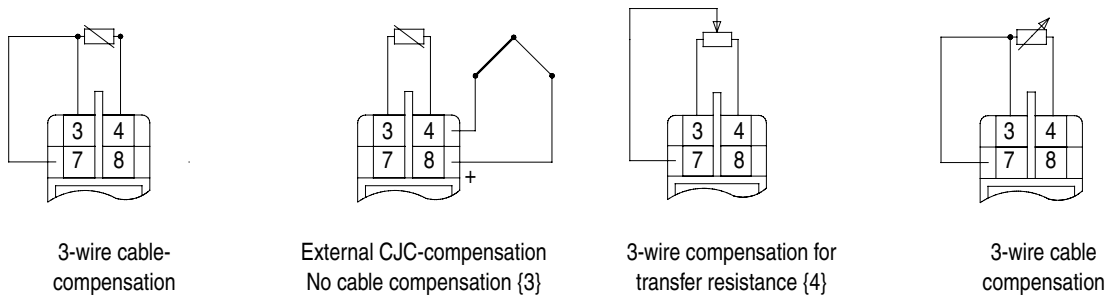 3 4
7 8
3 4
7 8
+
3 4
7 8
3 4
7 8
3-wire cable-
compensation
External CJC-compensation
No cable compensation {3}
3-wire compensation for
transfer resistance {4}
3-wire cable
compensation